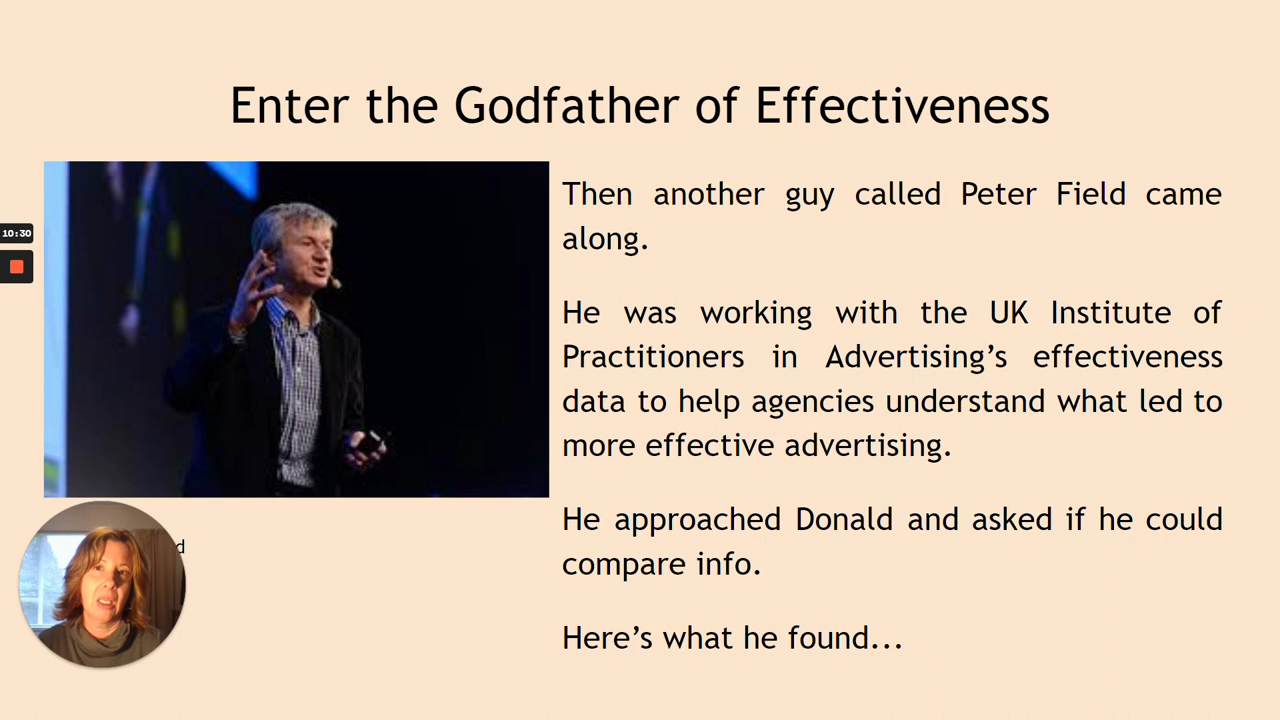 Enter the Godfather of Effectiveness
Then another guy called Peter Field came
along.
He was working with the UK Institute of
Practitioners in Advertising’s effectiveness
data to help agencies understand what led to
more effective advertising.
He approached Donald and asked if he could
compare info.
Here’s what he found...
10:30